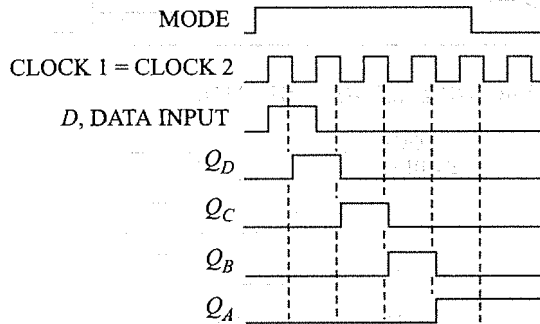 MODE
CLOCK 1 = CLOCK 2
D, DATA INPUT
Q_D
Q_C
Q_B
Q_A